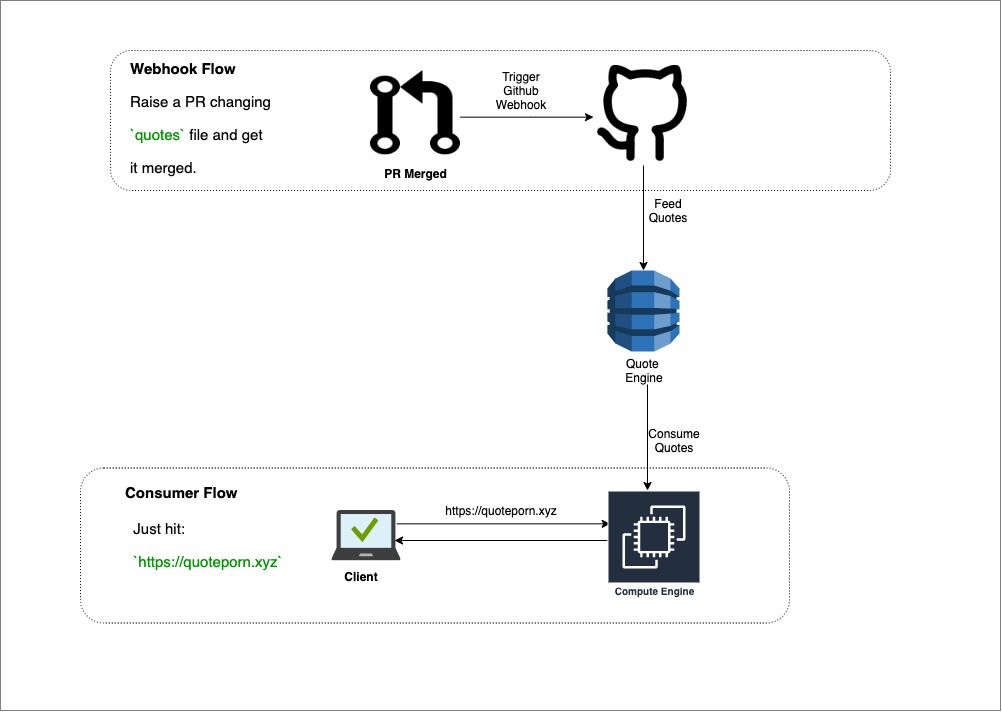 Webhook Flow
Raise a PR changing
`quotes` file and get
it merged.
PR Merged
Trigger
Github
Webhook
Feed
Quotes
Quote
Engine
Consume
Quotes
Consumer Flow
Just hit:
`https://quoteporn.xyz`
Client
https://quoteporn.xyz
Compute Engine